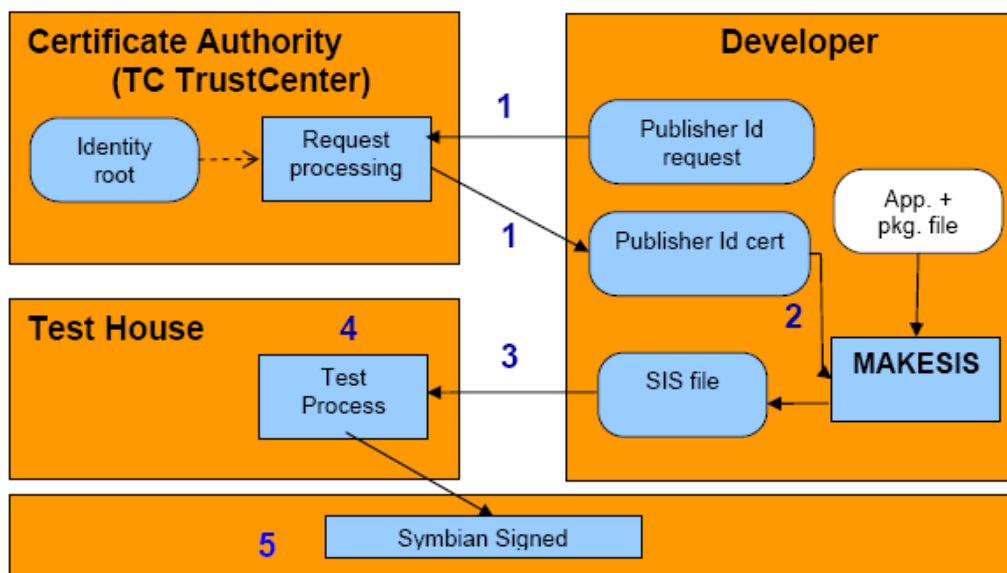 Certificate Authority
(TC TrustCenter)
Identity
root
Request
processing
1
1
Developer
Publisher Id
request
Publisher Id cert
App. +
pkg. file
2
MAKESIS
SIS file
3
Test House
4
Test
Process
5
Symbian Signed